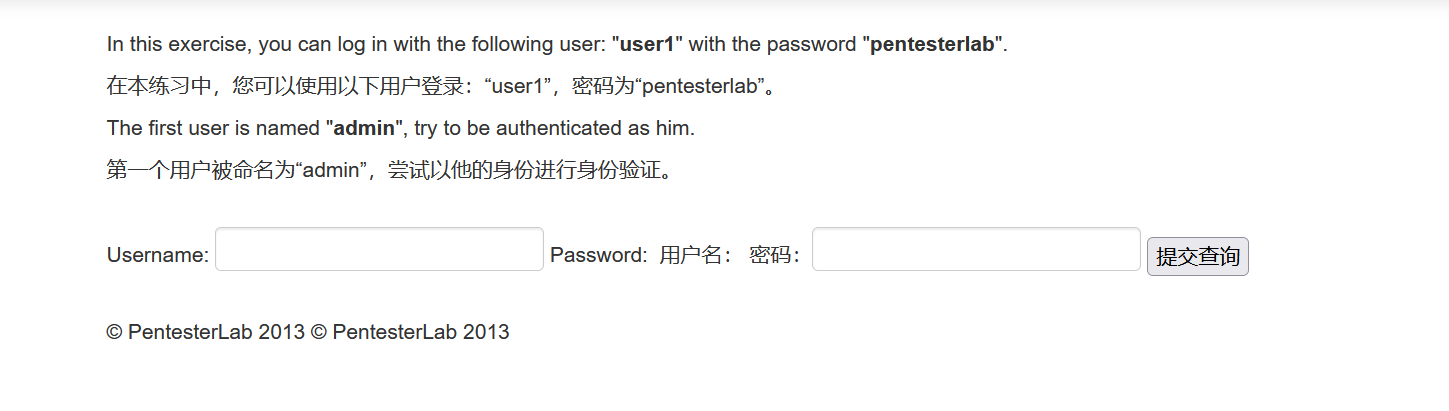 In this exercise, you can log in with the following user: "user1" with the password "pentesterlab".
在本练习中，您可以使用以下用户登录：“user1”，密码为“pentesterlab”。
The first user is named "admin", try to be authenticated as him.
第一个用户被命名为“admin”，尝试以他的身份进行身份验证。
Username: Password: 用户名： 密码： 提交查询
© PentesterLab 2013 © PentesterLab 2013